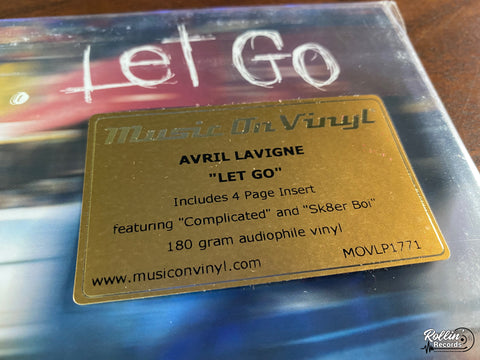 Let Go
Music On Vinyl
AVRIL LAVIGNE
"LET GO"
Includes 4 Page Insert
featuring "Complicated" and "Sk8er Boi"
180 gram audiophile vinyl
www.musiconvinyl.com MOVLP1771
Rollin'
Records